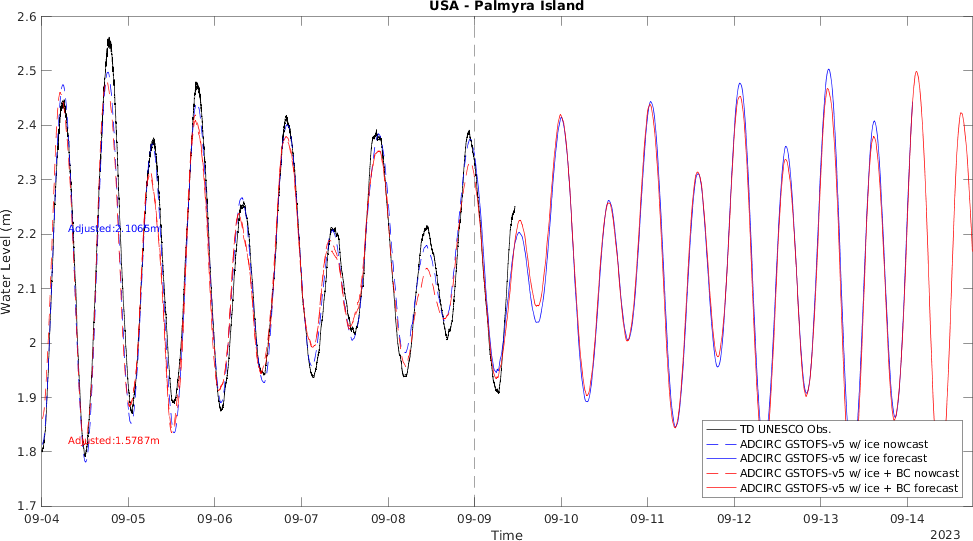 USA - Palmyra Island
2.6
2.5
2.4
2.3
2.2
2.1
2
1.9
1.8
1.7
Water Level (m)
Adjusted:2.1065m
Adjusted:1.5787m
TD UNESCO Obs.
ADCIRC GSTOFS-v5 w/ ice nowcast
ADCIRC GSTOFS-v5 w/ ice forecast
ADCIRC GSTOFS-v5 w/ ice + BC nowcast
ADCIRC GSTOFS-v5 w/ ice + BC forecast
09-04 09-05 09-06 09-07 09-08 09-09 09-10 09-11 09-12 09-13 09-14
Time
2023